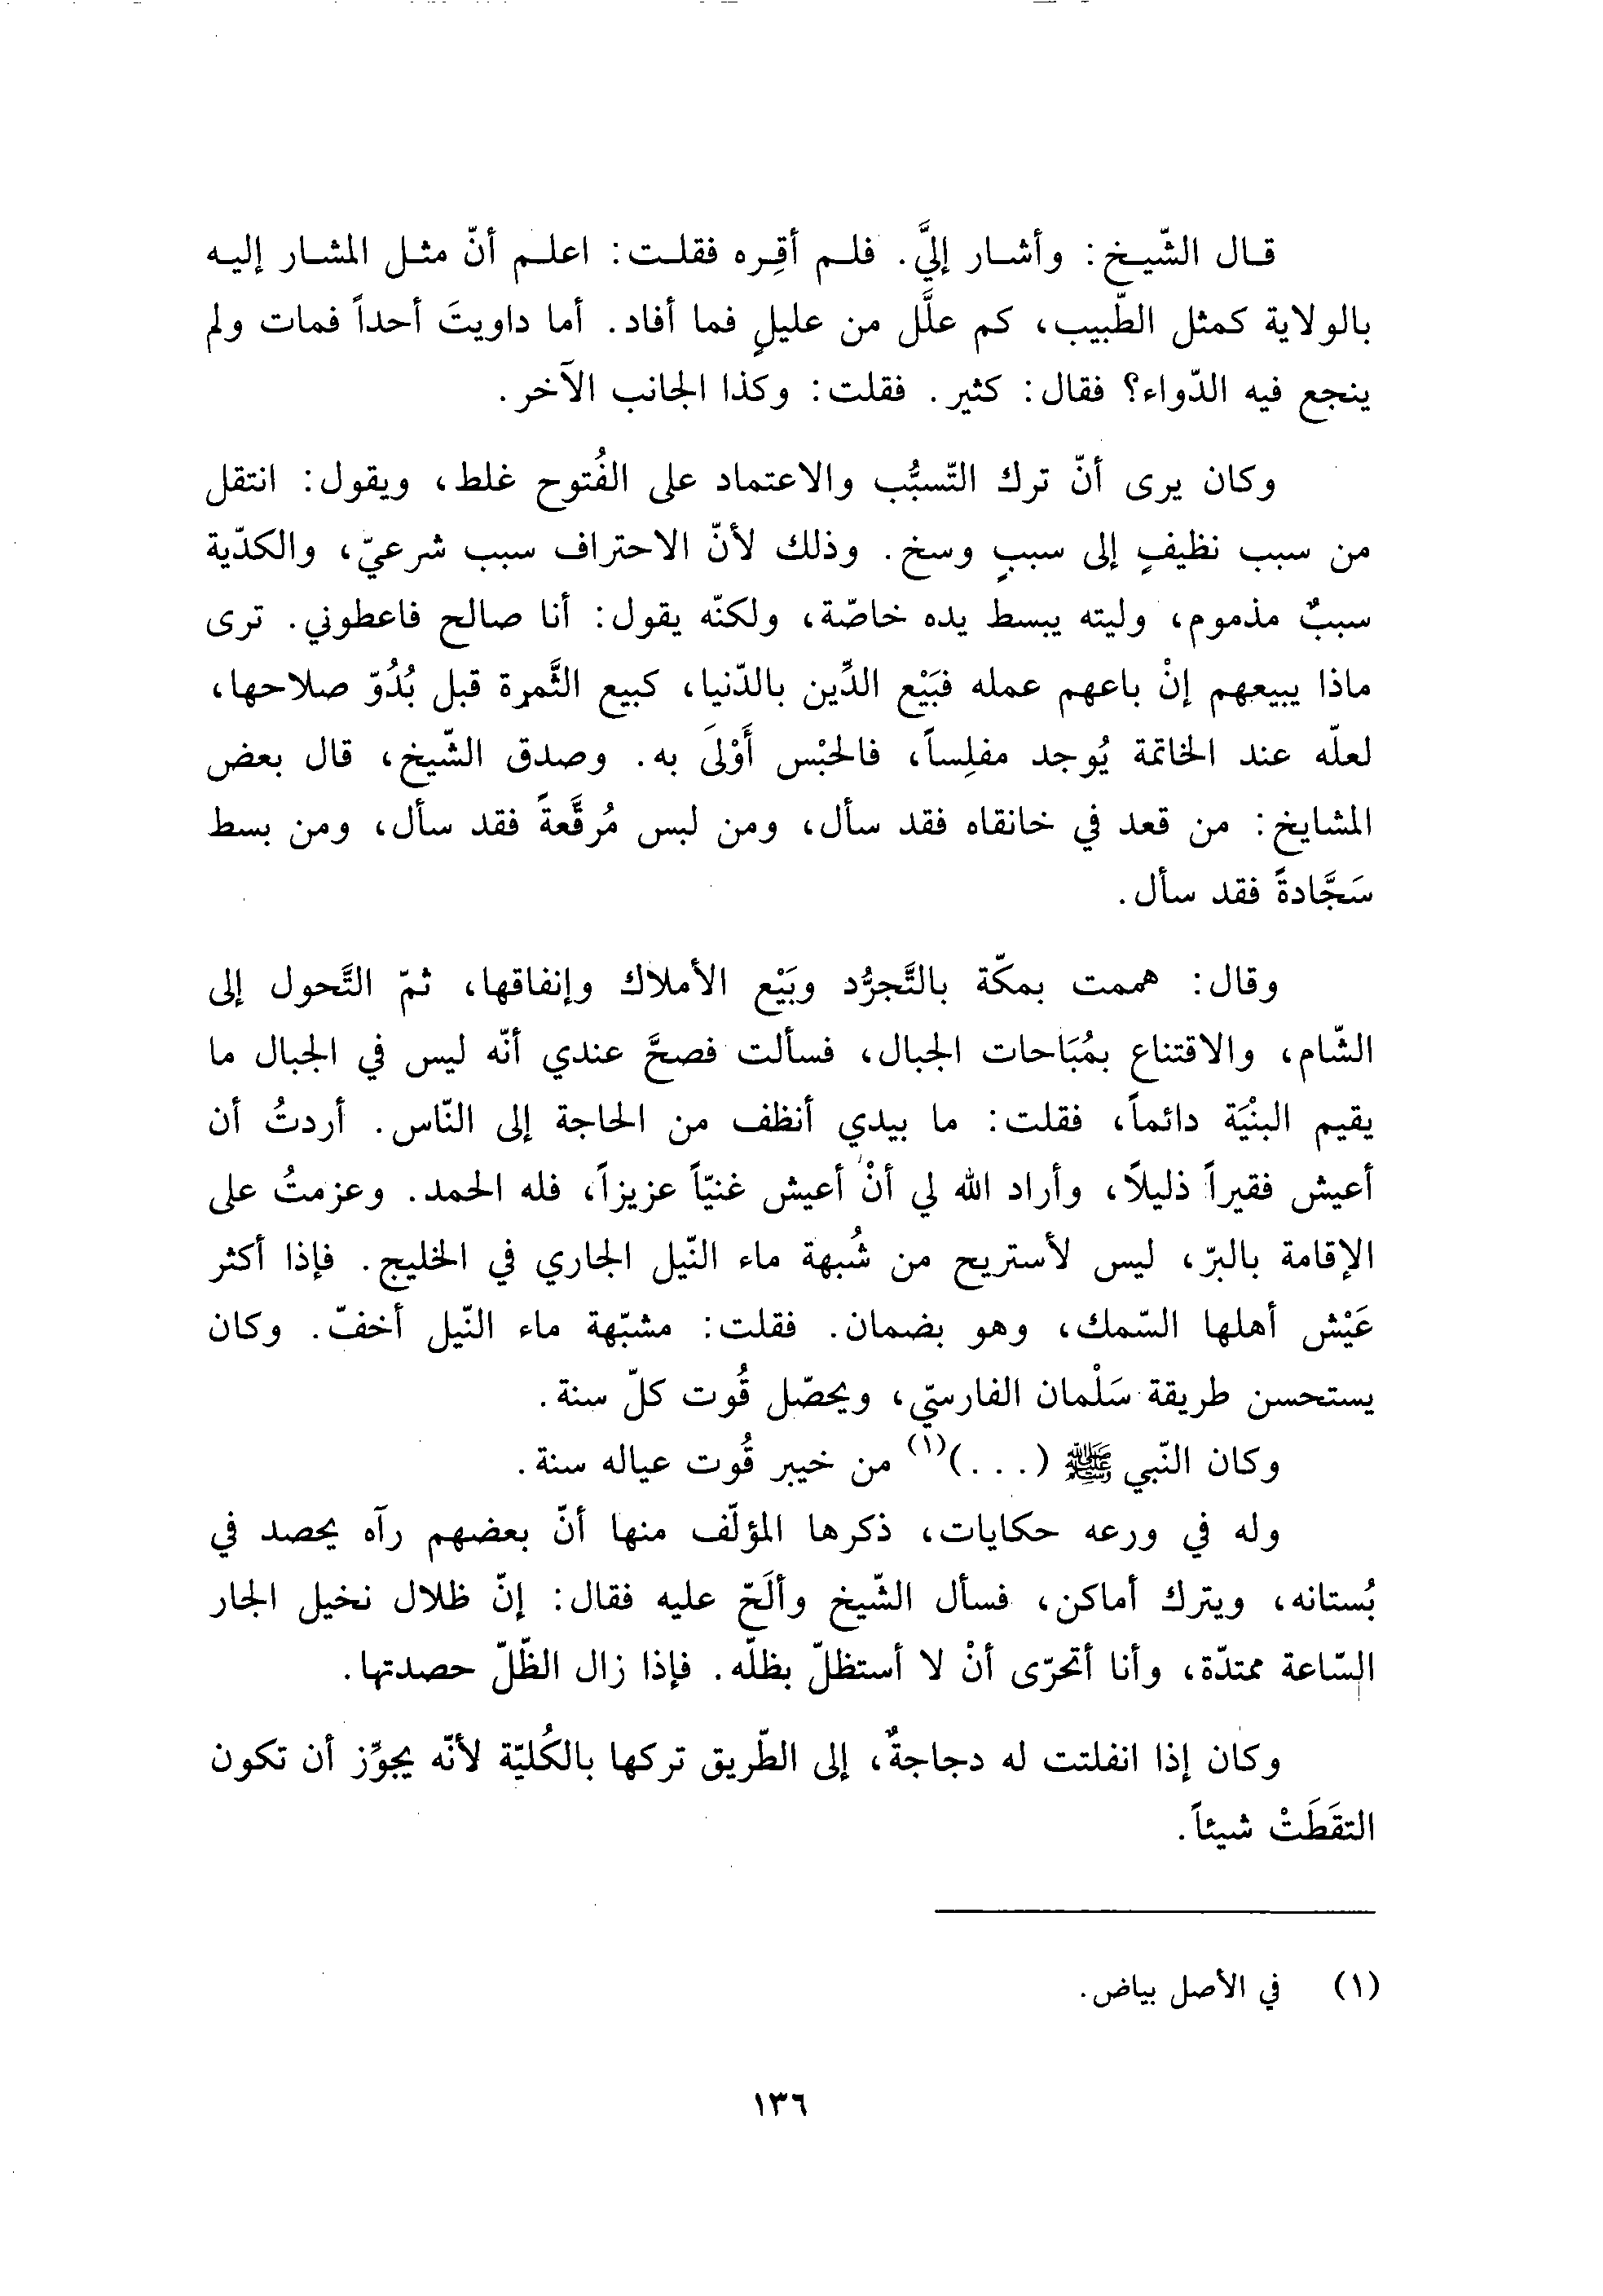 قال الشّيخ: وأشار إليَّ. فلم أقِره فقلت: اعلم أنّ مثل المشار إليه
بالولاية كمثل الطّبيب، كم علَّل من عليلٍ فما أفاد. أما داويتَ أحداً فمات ولم
ينجع فيه الدّواء؟ فقال: كثير. فقلت: وكذا الجانب الآخر.
وكان يرى أنّ ترك التّسبُّب والاعتماد على الفُتوح غلط، ويقول: انتقل
من سبب نظيفٍ إلى سببٍ وسخ. وذلك لأنّ الاحتراف سبب شرعيّ، والكدّية
سببٌ مذموم، وليته يبسط يده خاصّة، ولكنّه يقول: أنا صالح فاعطوني. ترى
ماذا يبيعهم إنْ باعهم عمله فبَيْع الدِّين بالدّنيا، كبيع الثَّمرة قبل بُدُوّ صلاحها،
لعلّه عند الخاتمة يُوجد مفلِساً، فالحبْس أَوْلَى به. وصدق الشّيخ، قال بعض
المشايخ: من قعد في خانقاه فقد سأل، ومن لبس مُرقَّعةً فقد سأل، ومن بسط
سَجَّادةً فقد سأل.
وقال: هممت بمكّة بالتَّجرُّد وبَيْع الأملاك وإنفاقها، ثمّ التَّحول إلى
الشّام، والاقتناع بمُبَاحات الجبال، فسألت فصحَّ عندي أنّه ليس في الجبال ما
يقيم البنْيَة دائماً، فقلت: ما بيدي أنظف من الحاجة إلى النّاس. أردتُ أن
أعيش فقيراً ذليلاً، وأراد الله لي أنْ أعيش غنيّاً عزيزاً، فله الحمد. وعزمتُ على
الإقامة بالبرّ، ليس لأستريح من شُبهة ماء النّيل الجاري في الخليج. فإذا أكثر
عَيْش أهلها السّمك، وهو بضمان. فقلت: مشبّهة ماء النّيل أخفّ. وكان
يستحسن طريقة سَلْمان الفارسيّ، ويحصّل قُوت كلّ سنة.
وكان النّبي ﷺ (...)(١) من خيبر قُوت عياله سنة.
وله في ورعه حكايات، ذكرها المؤلّف منها أنّ بعضهم رآه يحصد في
بُستانه، ويترك أماكن، فسأل الشّيخ وألَحّ عليه فقال: إنّ ظلال نخيل الجار
السّاعة ممتدّة، وأنا أتحرّى أنْ لا أستظلّ بظلّه. فإذا زال الظّلّ حصدتها.
وكان إذا انفلتت له دجاجةٌ، إلى الطّريق تركها بالكُليّة لأنّه يجوِّز أن تكون
التقَطَتْ شيئاً.
(١) في الأصل بياض.
١٣٦